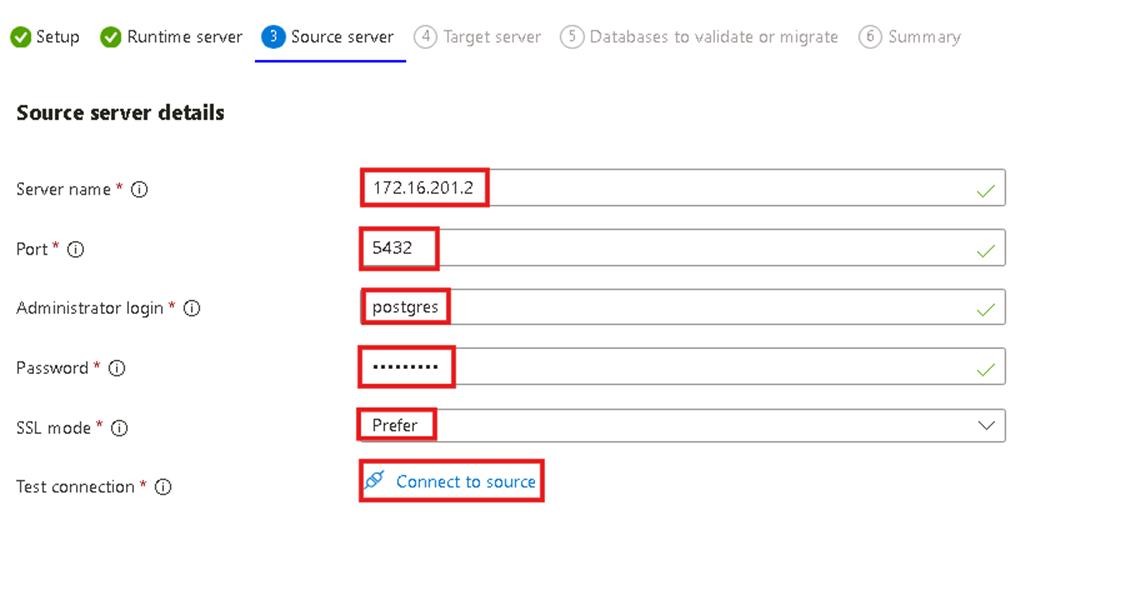 Setup Runtime server 3 Source server 4 Target server 5 Databases to validate or migrate 6 Summary
Source server details
Server name * 172.16.201.2
Port * 5432
Administrator login * postgres
Password * •••••••••
SSL mode * Prefer
Test connection * Connect to source